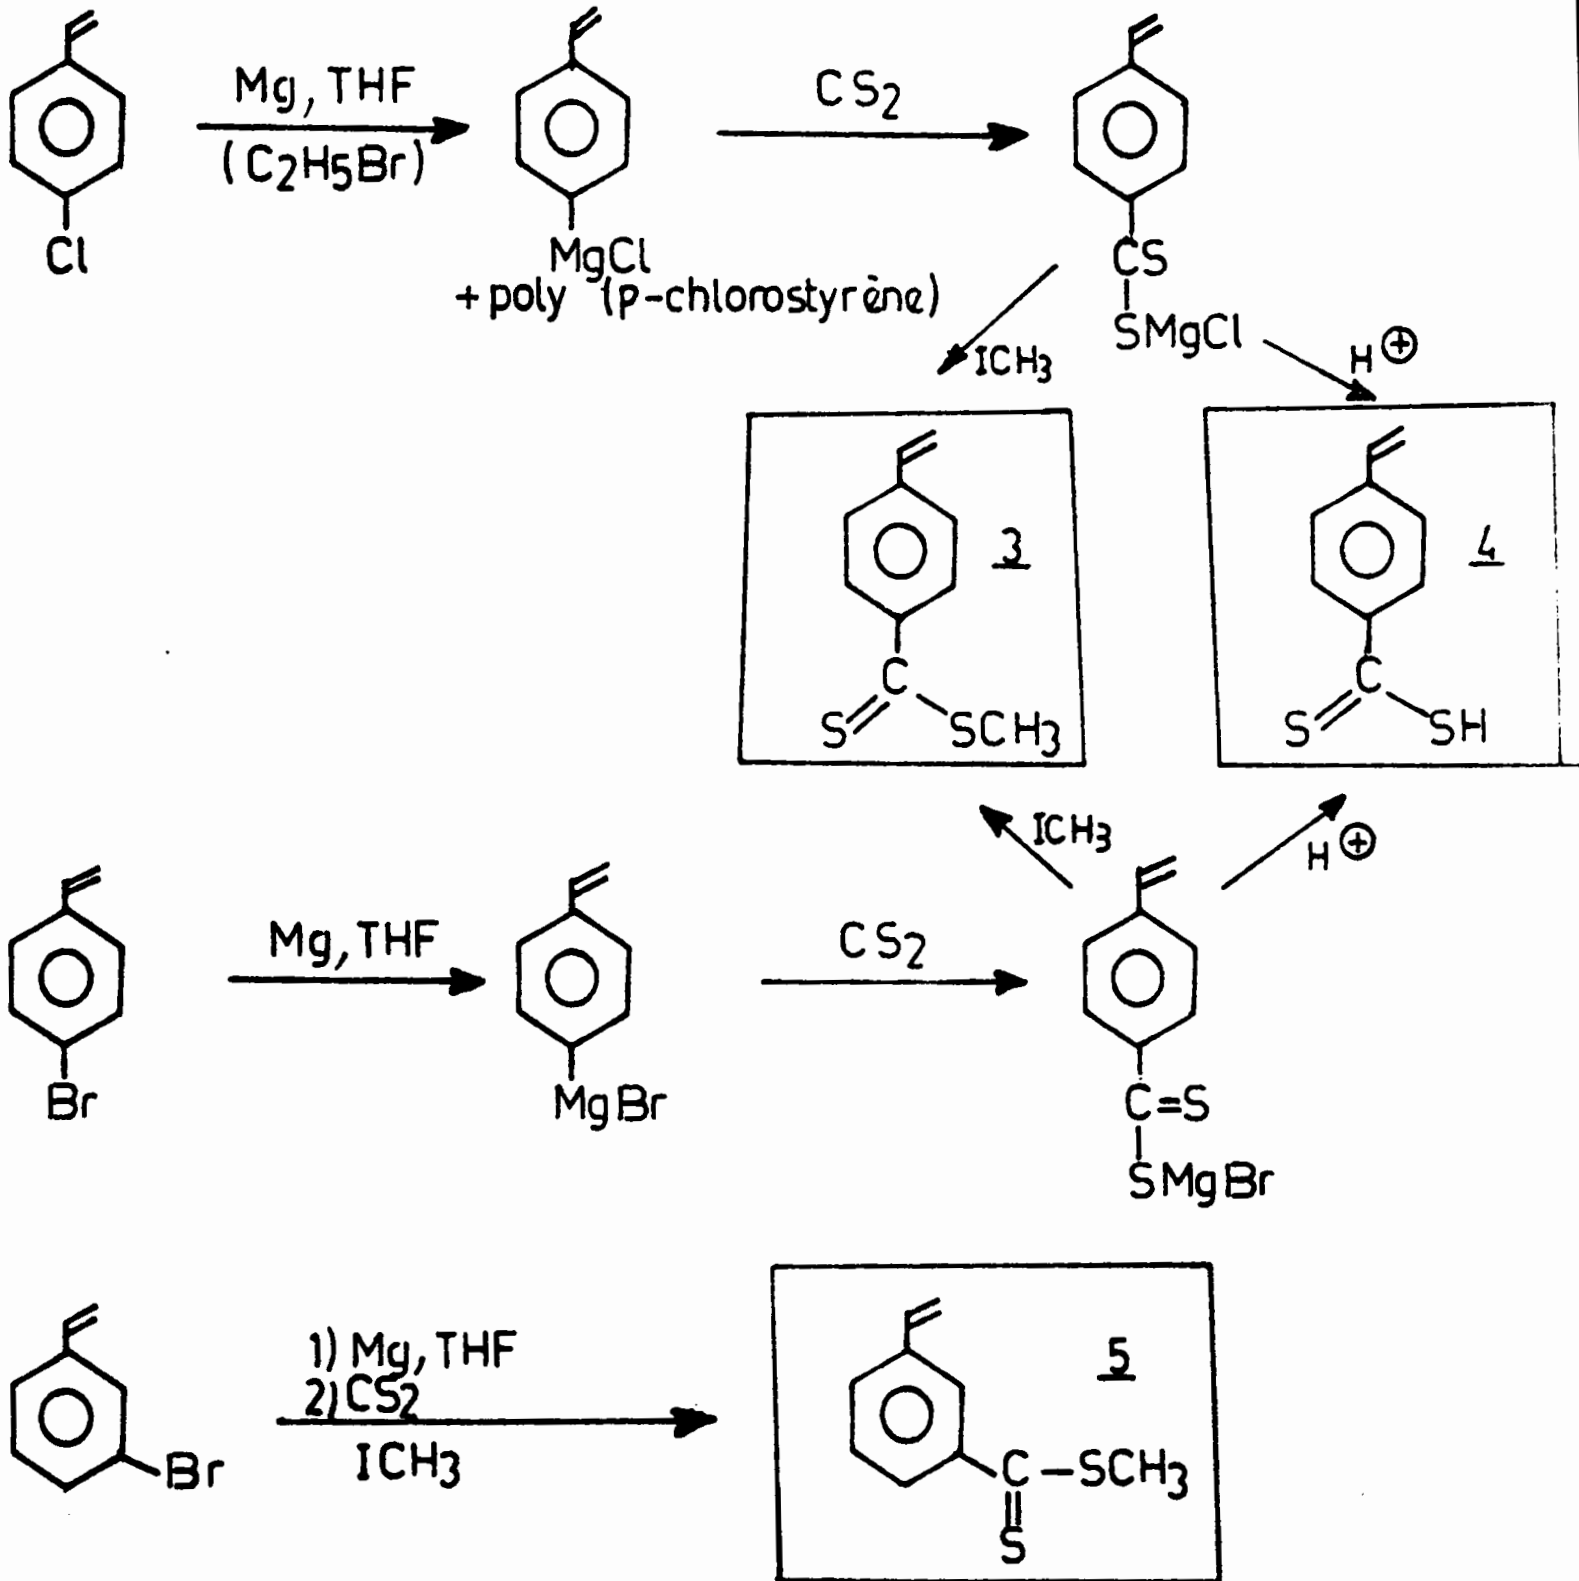 Mg, THF
(C2H5Br)
CS2
Cl
MgCl
+ poly (p-chlorostyrène)
CS
SMgCl
ICH3
H⊕
3
4
C
S
SCH3
C
S
SH
ICH3
H⊕
Mg, THF
CS2
Br
MgBr
C=S
SMgBr
1) Mg, THF
2) CS2
ICH3
Br
5
C-SCH3
S